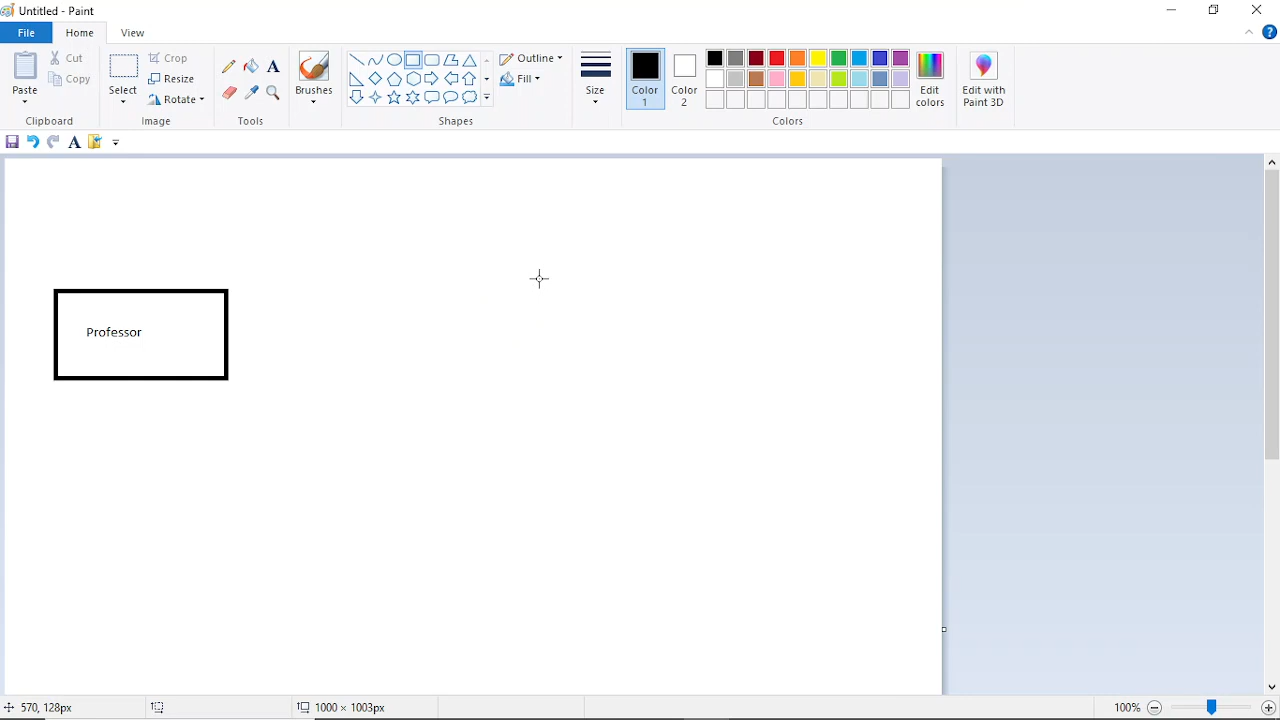 Untitled - Paint
File Home View
Paste Cut Copy Clipboard
Select Crop Resize Rotate Image
A
Tools
Brushes
Shapes
Outline Fill
Size
Color 1 Color 2
Edit colors
Colors
Edit with Paint 3D
A
Professor
570, 128px 1000 × 1003px 100%